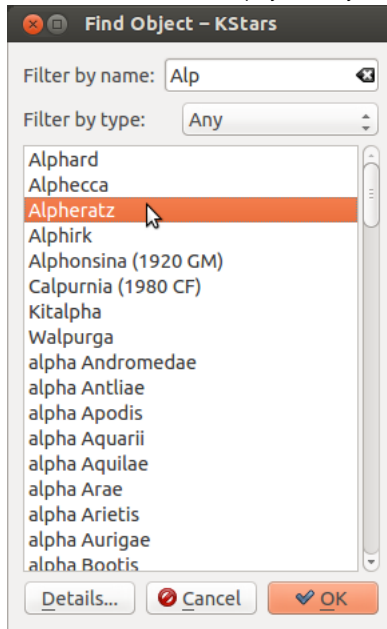 Find Object – KStars
Filter by name: Alp
Filter by type: Any
Alphard
Alphecca
Alpheratz
Alphirk
Alphonsina (1920 GM)
Calpurnia (1980 CF)
Kitalpha
Walpurga
alpha Andromedae
alpha Antliae
alpha Apodis
alpha Aquarii
alpha Aquilae
alpha Arae
alpha Arietis
alpha Aurigae
alpha Bootis
Details... Cancel OK